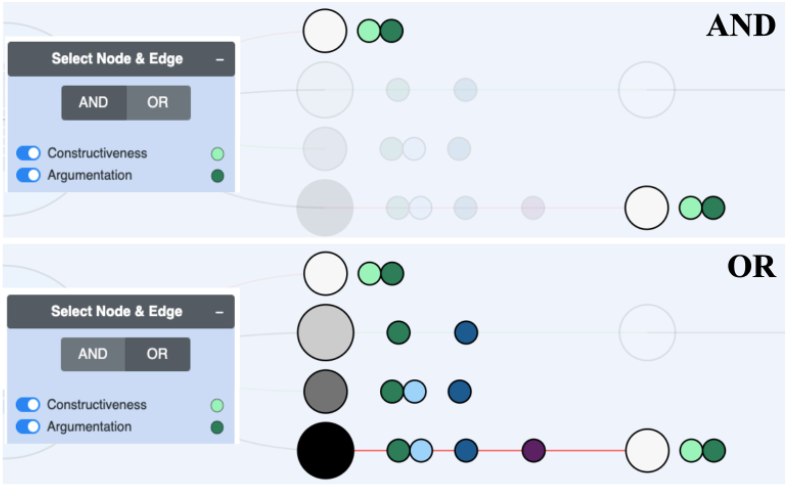 AND
Select Node & Edge –
AND OR
Constructiveness
Argumentation
OR
Select Node & Edge –
AND OR
Constructiveness
Argumentation